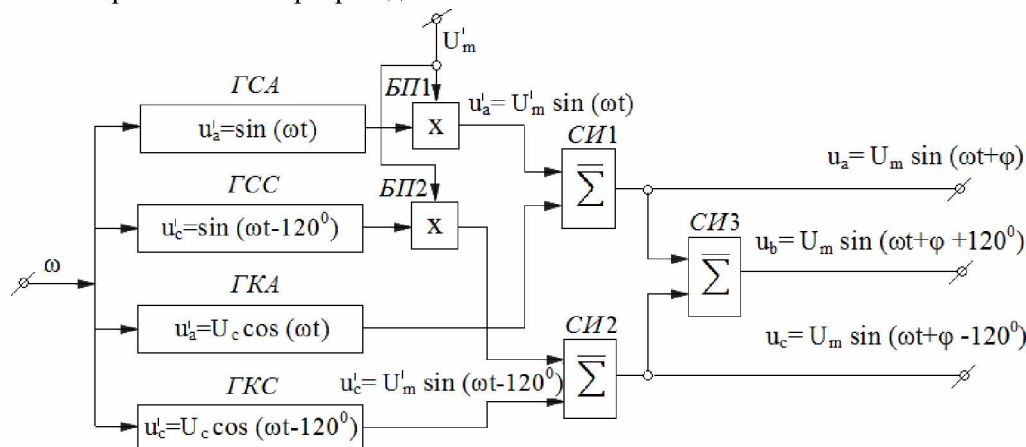 U'm
ГСА
БП1
u'a= U'm sin (ωt)
u'a=sin (ωt)
X
СИ1
ua= Um sin (ωt+φ)
ГСС
БП2
Σ
СИ3
u'c=sin (ωt-120⁰)
X
ub= Um sin (ωt+φ +120⁰)
ω
Σ
ГКА
СИ2
u'a=Uc cos (ωt)
uc= Um sin (ωt+φ -120⁰)
ГКС
u'c= U'm sin (ωt-120⁰)
Σ
u'c=Uc cos (ωt-120⁰)